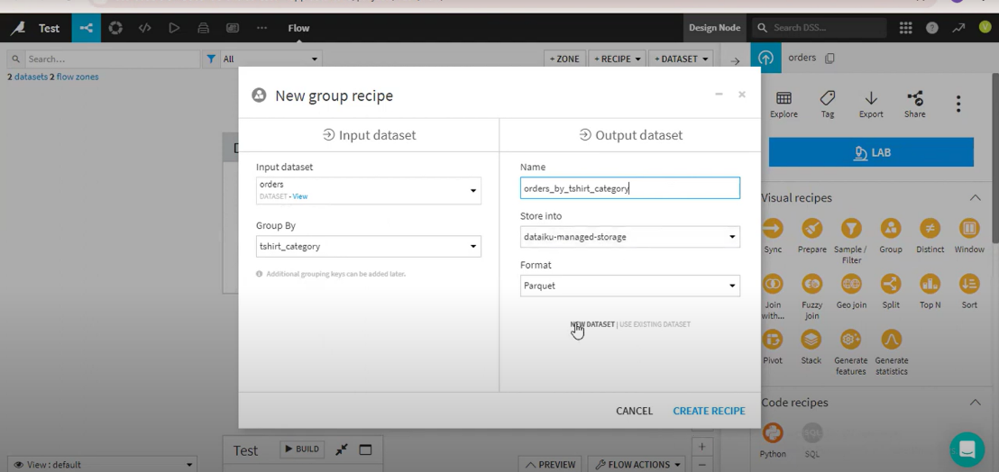 Test
Flow
Design Node
Search DSS...
V
Search...
All
+ ZONE
+ RECIPE
+ DATASET
orders
2 datasets 2 flow zones
New group recipe
Explore
Tag
Export
Share
Input dataset
Output dataset
LAB
Input dataset
orders
DATASET - View
Group By
tshirt_category
Additional grouping keys can be added later.
Name
orders_by_tshirt_category
Store into
dataiku-managed-storage
Format
Parquet
NEW DATASET | USE EXISTING DATASET
CANCEL
CREATE RECIPE
Visual recipes
Sync
Prepare
Sample /
Filter
Group
Distinct
Window
Join
with...
Fuzzy
join
Geo join
Split
Top N
Sort
Pivot
Stack
Generate
features
Generate
statistics
Code recipes
Python
SQL
Test
BUILD
View : default
PREVIEW
FLOW ACTIONS